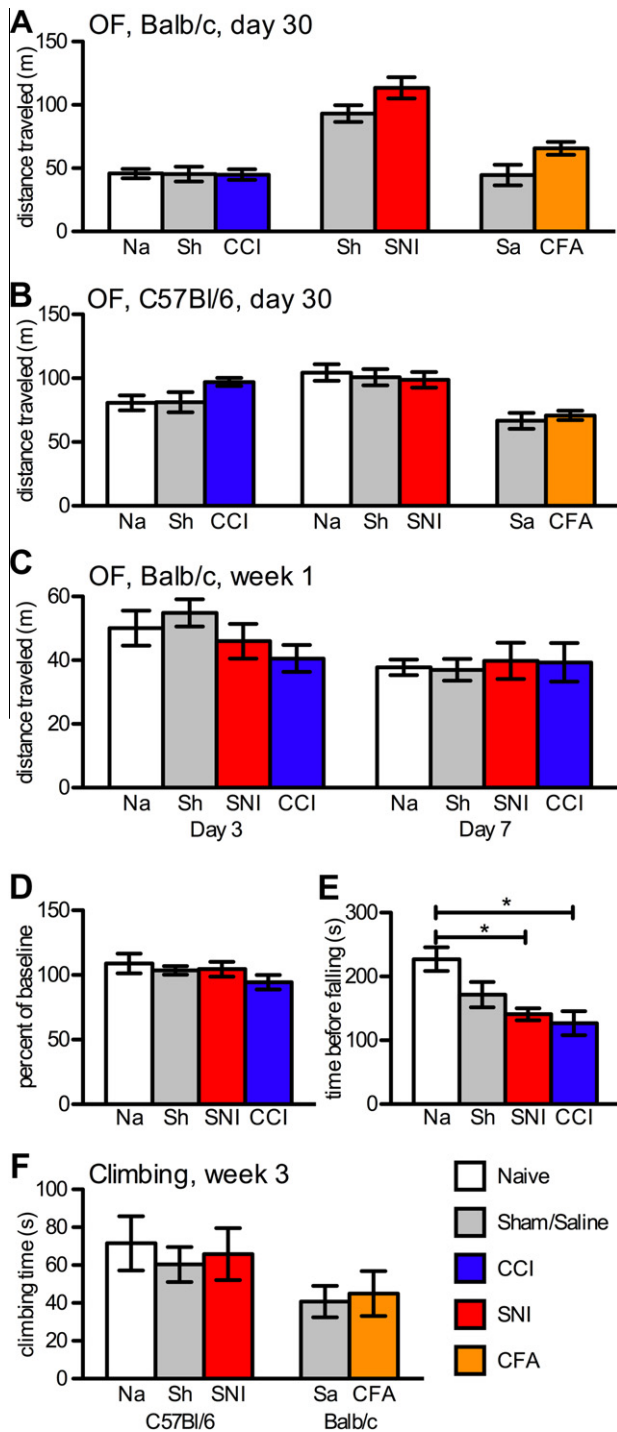 A OF, Balb/c, day 30
distance traveled (m)
150
100
50
0
Na Sh CCI Sh SNI Sa CFA
B OF, C57Bl/6, day 30
distance traveled (m)
150
100
50
0
Na Sh CCI Na Sh SNI Sa CFA
C OF, Balb/c, week 1
distance traveled (m)
60
40
20
0
Na Sh SNI CCI Na Sh SNI CCI
Day 3 Day 7
D
percent of baseline
150
100
50
0
Na Sh SNI CCI
E
time before falling (s)
300
200
100
0
*
*
Na Sh SNI CCI
F Climbing, week 3
climbing time (s)
100
80
60
40
20
0
Na Sh SNI Sa CFA
C57Bl/6 Balb/c
Naive
Sham/Saline
CCI
SNI
CFA